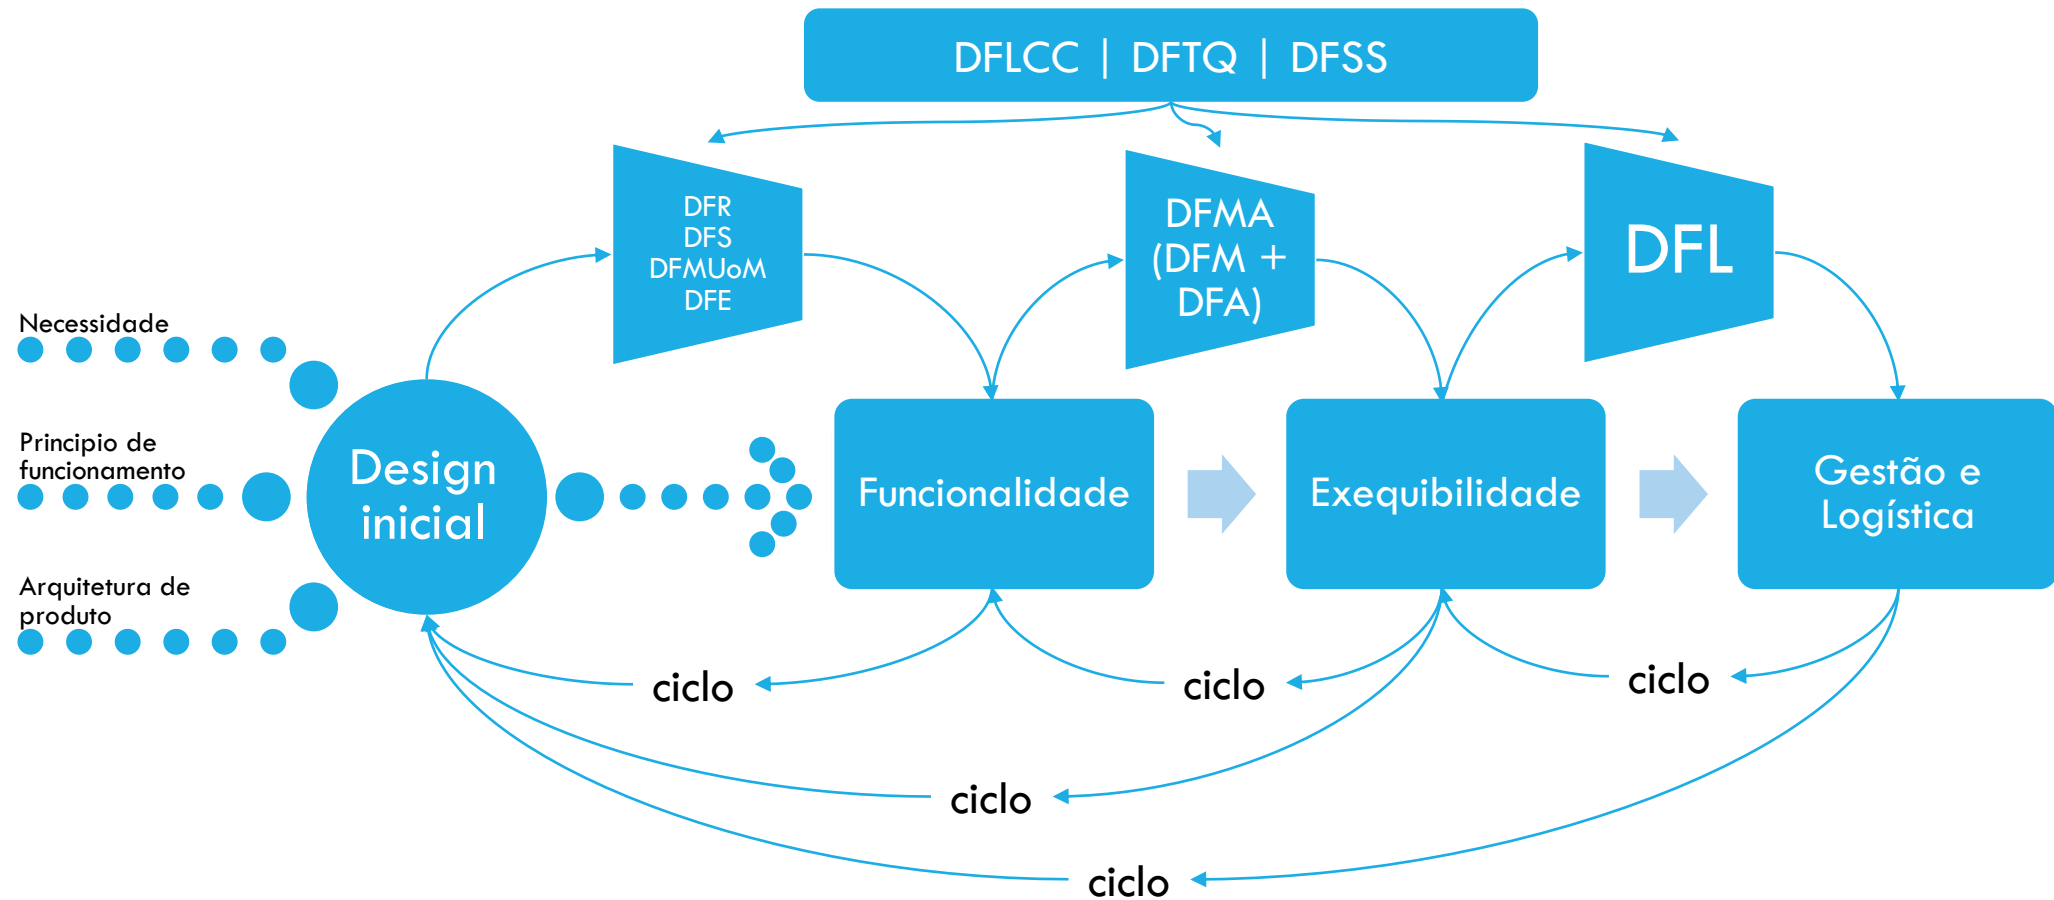 DFLCC | DFTQ | DFSS
DFR
DFS
DFMUoM
DFE
DFMA
(DFM +
DFA)
DFL
Necessidade
Principio de
funcionamento
Arquitetura de
produto
Design
inicial
Funcionalidade
Exequibilidade
Gestão e
Logística
ciclo
ciclo
ciclo
ciclo
ciclo